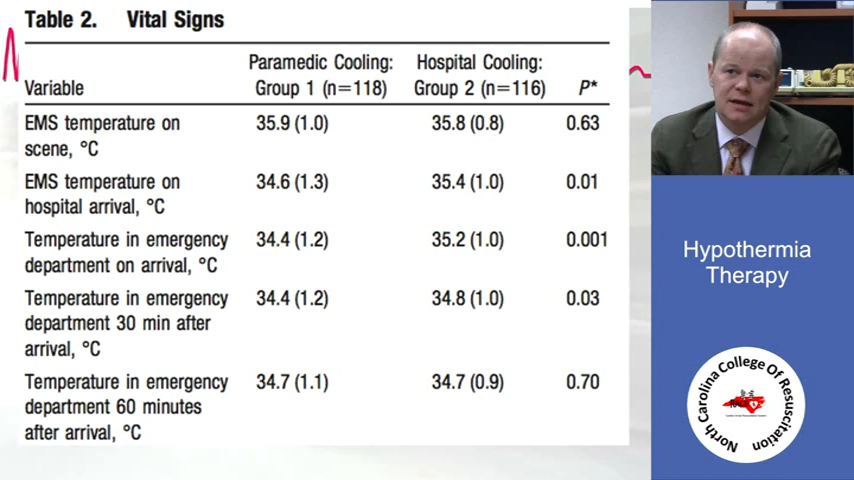 Table 2. Vital Signs
Paramedic Cooling: Hospital Cooling:
Variable Group 1 (n=118) Group 2 (n=116) P*
EMS temperature on 35.9 (1.0) 35.8 (0.8) 0.63
scene, °C
EMS temperature on 34.6 (1.3) 35.4 (1.0) 0.01
hospital arrival, °C
Temperature in emergency 34.4 (1.2) 35.2 (1.0) 0.001
department on arrival, °C
Temperature in emergency 34.4 (1.2) 34.8 (1.0) 0.03
department 30 min after
arrival, °C
Temperature in emergency 34.7 (1.1) 34.7 (0.9) 0.70
department 60 minutes
after arrival, °C
Hypothermia
Therapy
North Carolina College Of Resuscitation